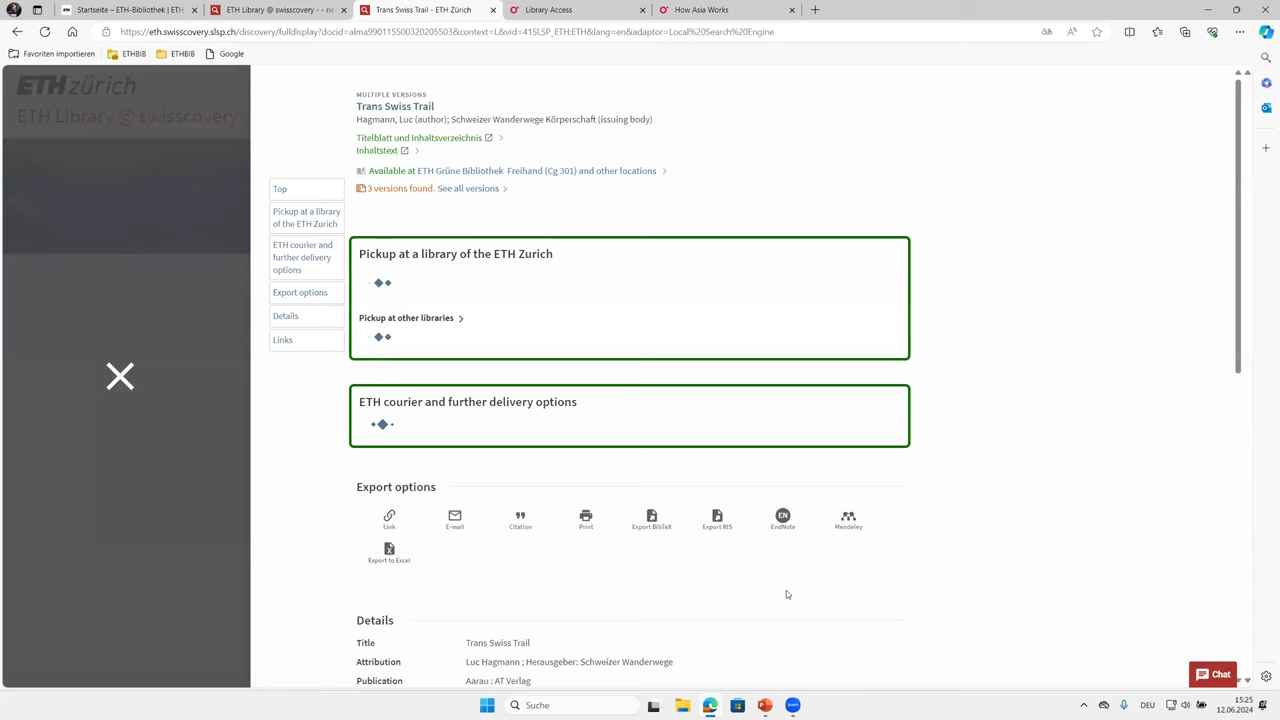 Startseite – ETH-Bibliothek | ETH
ETH Library @ swisscovery - - ne
Trans Swiss Trail - ETH Zürich
Library Access
How Asia Works
https://eth.swisscovery.slsp.ch/discovery/fulldisplay?docid=alma990115500320205503&context=L&vid=41SLSP_ETH:ETH&lang=en&adaptor=Local%20Search%20Engine
Favoriten importieren
ETHBIB
ETHBIB
Google
ETH zürich
ETH Library @ swisscovery
MULTIPLE VERSIONS
Trans Swiss Trail
Hagmann, Luc (author); Schweizer Wanderwege Körperschaft (issuing body)
Titelblatt und Inhaltsverzeichnis
Inhaltstext
Available at ETH Grüne Bibliothek Freihand (Cg 301) and other locations
3 versions found. See all versions
Top
Pickup at a library
of the ETH Zurich
ETH courier and
further delivery
options
Export options
Details
Links
Pickup at a library of the ETH Zurich
Pickup at other libraries
ETH courier and further delivery options
Export options
Link
E-mail
Citation
Print
Export BibTeX
Export RIS
EN
EndNote
Mendeley
Export to Excel
Details
Title Trans Swiss Trail
Attribution Luc Hagmann ; Herausgeber: Schweizer Wanderwege
Publication Aarau : AT Verlag
Chat
Suche
zoom
DEU
15:25
12.06.2024